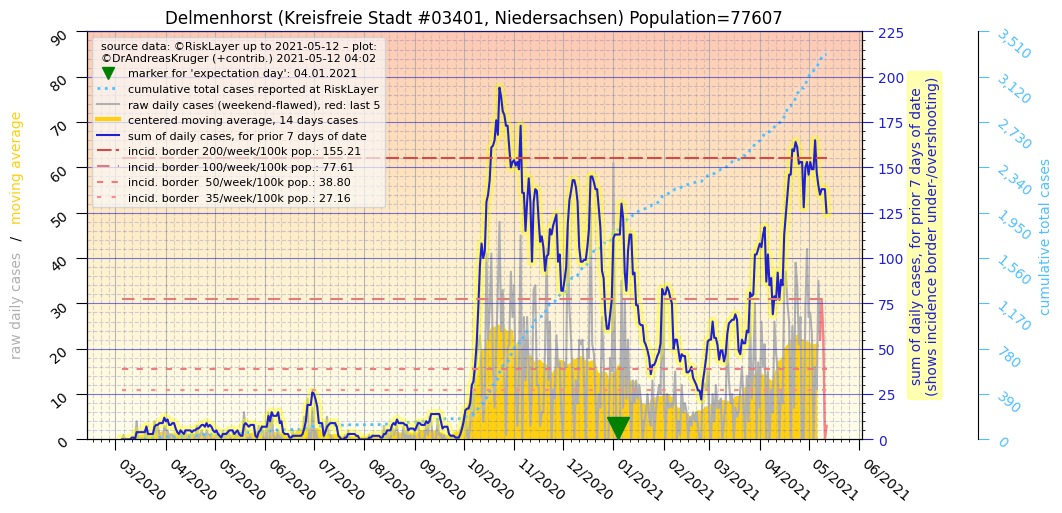 Delmenhorst (Kreisfreie Stadt #03401, Niedersachsen) Population=77607
source data: ©RiskLayer up to 2021-05-12 – plot:
©DrAndreasKruger (+contrib.) 2021-05-12 04:02
marker for 'expectation day': 04.01.2021
cumulative total cases reported at RiskLayer
raw daily cases (weekend-flawed), red: last 5
centered moving average, 14 days cases
sum of daily cases, for prior 7 days of date
incid. border 200/week/100k pop.: 155.21
incid. border 100/week/100k pop.: 77.61
incid. border  50/week/100k pop.: 38.80
incid. border  35/week/100k pop.: 27.16
raw daily cases  /  moving average
90
80
70
60
50
40
30
20
10
0
225
200
175
150
125
100
75
50
25
0
sum of daily cases, for prior 7 days of date
(shows incidence border under-/overshooting)
3,510
3,120
2,730
2,340
1,950
1,560
1,170
780
390
0
cumulative total cases
03/2020
04/2020
05/2020
06/2020
07/2020
08/2020
09/2020
10/2020
11/2020
12/2020
01/2021
02/2021
03/2021
04/2021
05/2021
06/2021